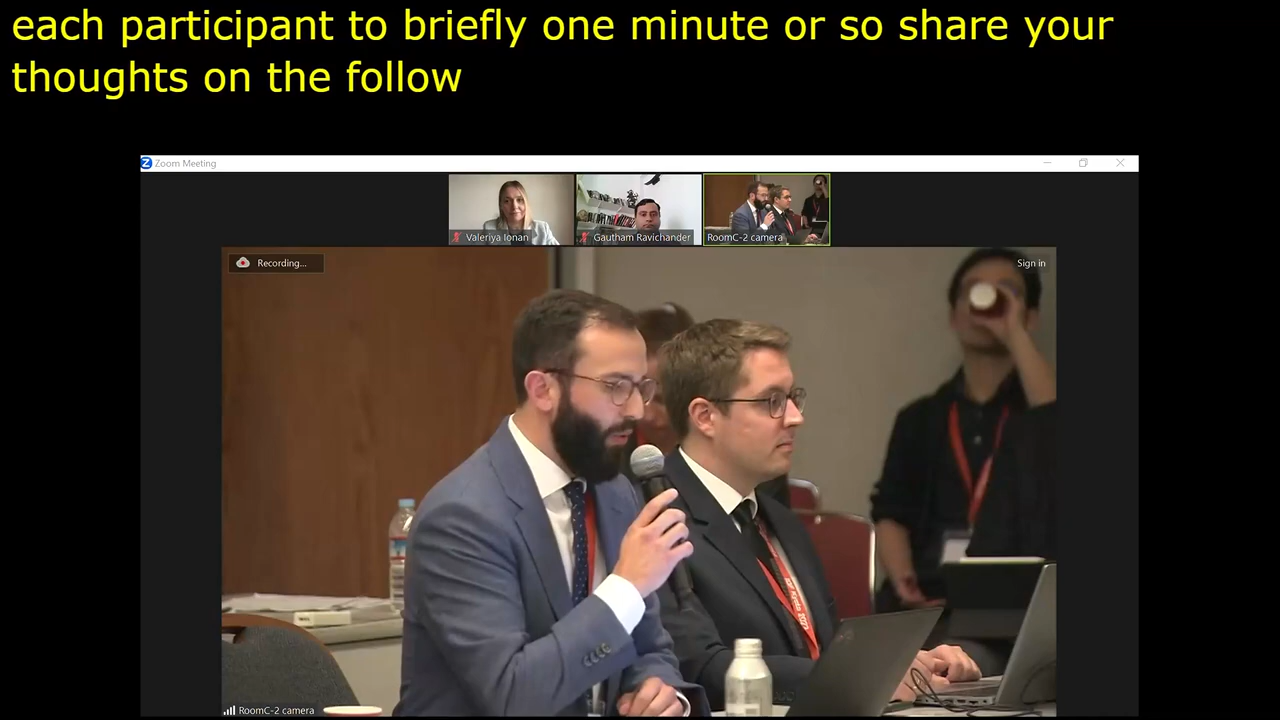 each participant to briefly one minute or so share your
thoughts on the follow
Zoom Meeting
Valeriya Ionan
Gautham Ravichander
RoomC-2 camera
Recording...
Sign in
RoomC-2 camera